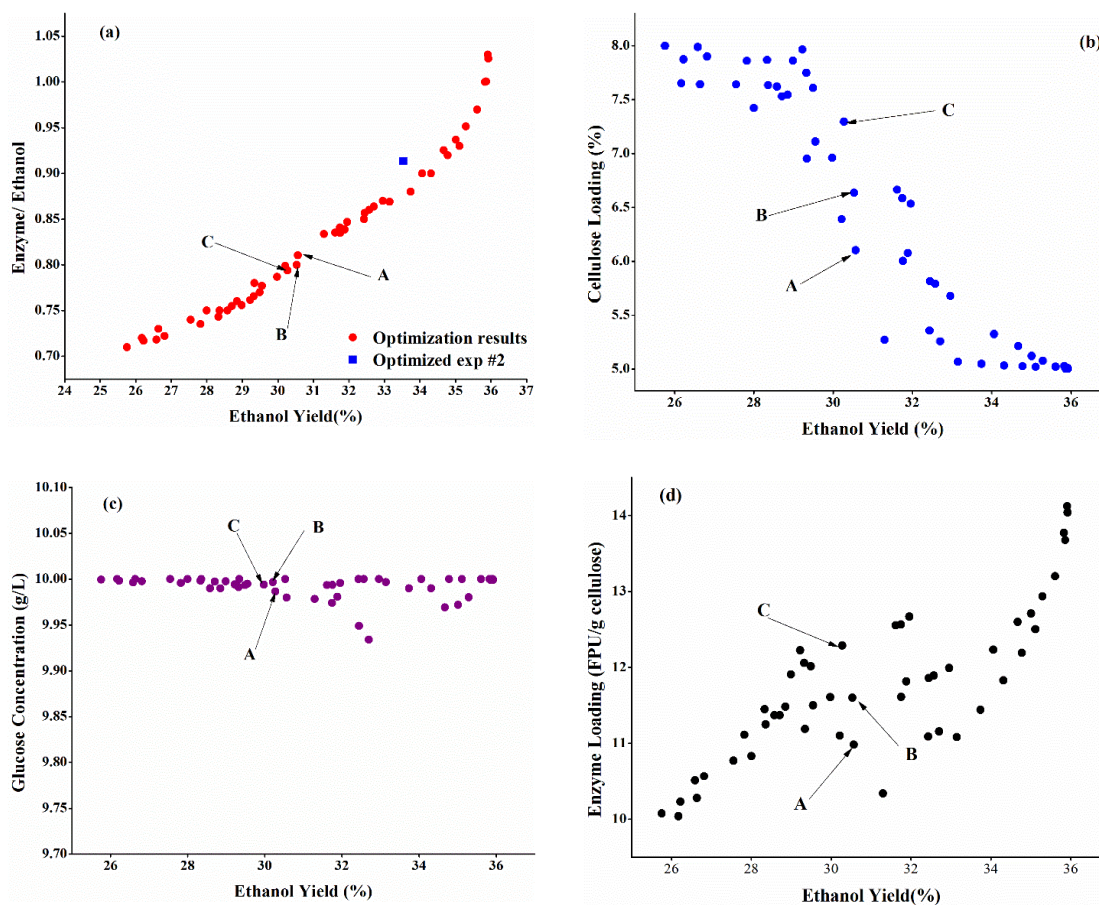 (a)
1.05
1.00
0.95
0.90
0.85
0.80
0.75
0.70
Enzyme/ Ethanol
C
A
B
Optimization results
Optimized exp #2
24 25 26 27 28 29 30 31 32 33 34 35 36 37
Ethanol Yield(%)
(b)
8.0
7.5
7.0
6.5
6.0
5.5
5.0
Cellulose Loading (%)
C
B
A
26 28 30 32 34 36
Ethanol Yield (%)
(c)
10.10
10.05
10.00
9.95
9.90
9.85
9.80
9.75
9.70
Glucose Concentration (g/L)
C
B
A
26 28 30 32 34 36
Ethanol Yield (%)
(d)
14
13
12
11
10
Enzyme Loading (FPU/g cellulose)
C
B
A
26 28 30 32 34 36
Ethanol Yield(%)